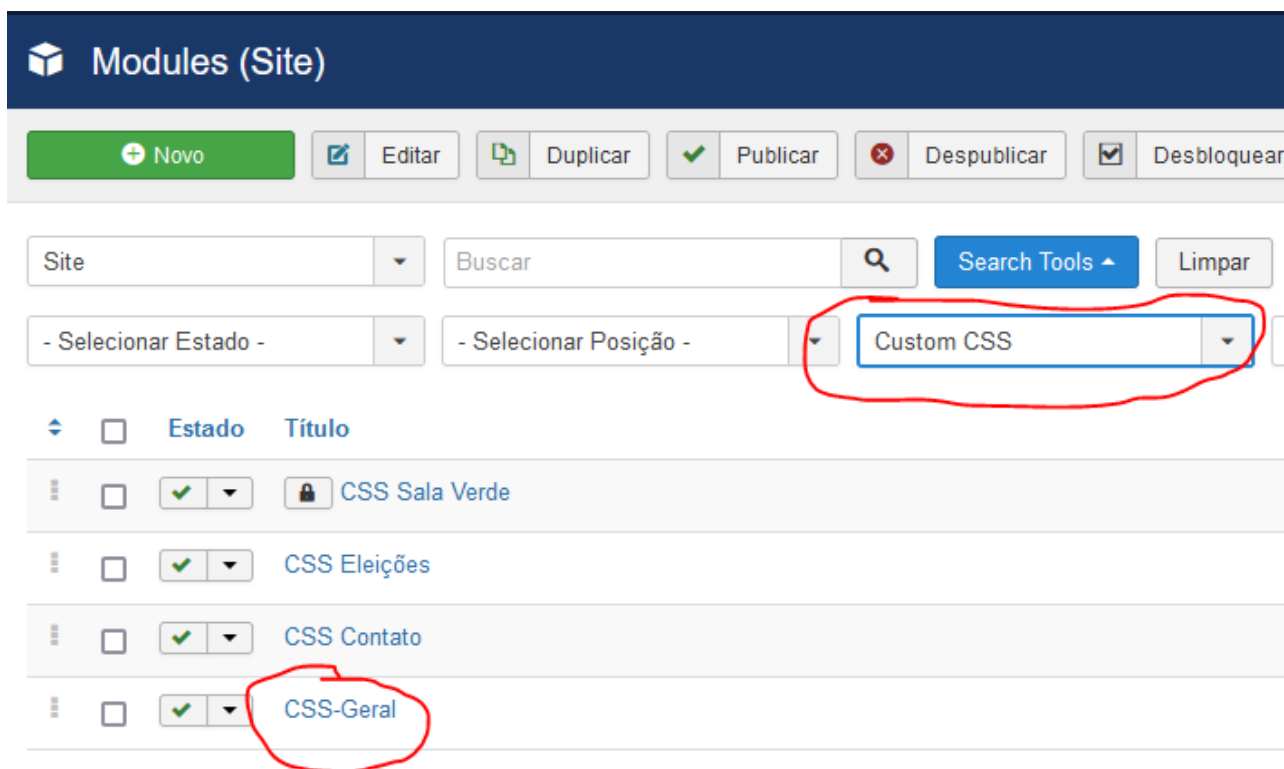 Modules (Site)
Novo Editar Duplicar Publicar Despublicar Desbloquear
Site Buscar Search Tools Limpar
- Selecionar Estado - - Selecionar Posição - Custom CSS
Estado Título
CSS Sala Verde
CSS Eleições
CSS Contato
CSS-Geral